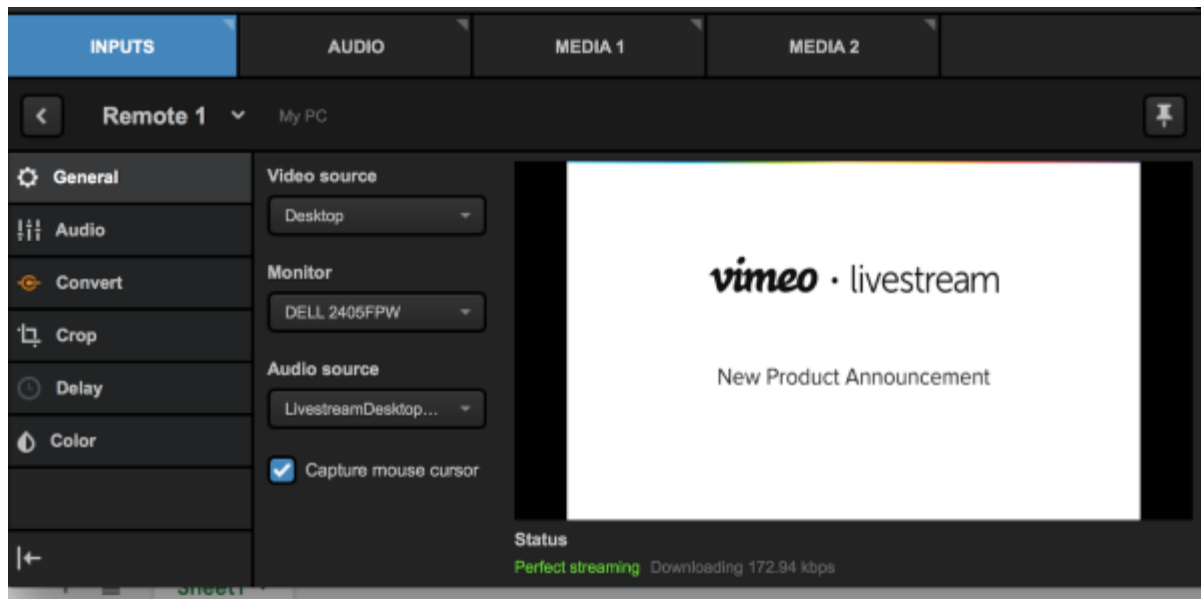 INPUTS AUDIO MEDIA 1 MEDIA 2
Remote 1 My PC
General
Audio
Convert
Crop
Delay
Color
Video source
Desktop
Monitor
DELL 2405FPW
Audio source
LivestreamDesktop...
Capture mouse cursor
vimeo · livestream
New Product Announcement
Status
Perfect streaming Downloading 172.94 kbps
Sheet1